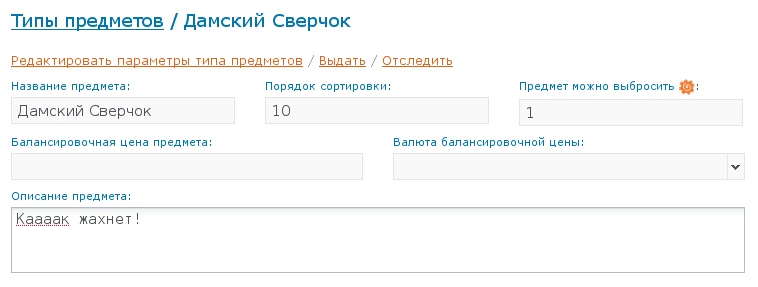 Типы предметов / Дамский Сверчок
Редактировать параметры типа предметов / Выдать / Отследить
Название предмета: Порядок сортировки: Предмет можно выбросить :
Дамский Сверчок 10 1
Балансировочная цена предмета: Валюта балансировочной цены:
Описание предмета:
Каааак жахнет!